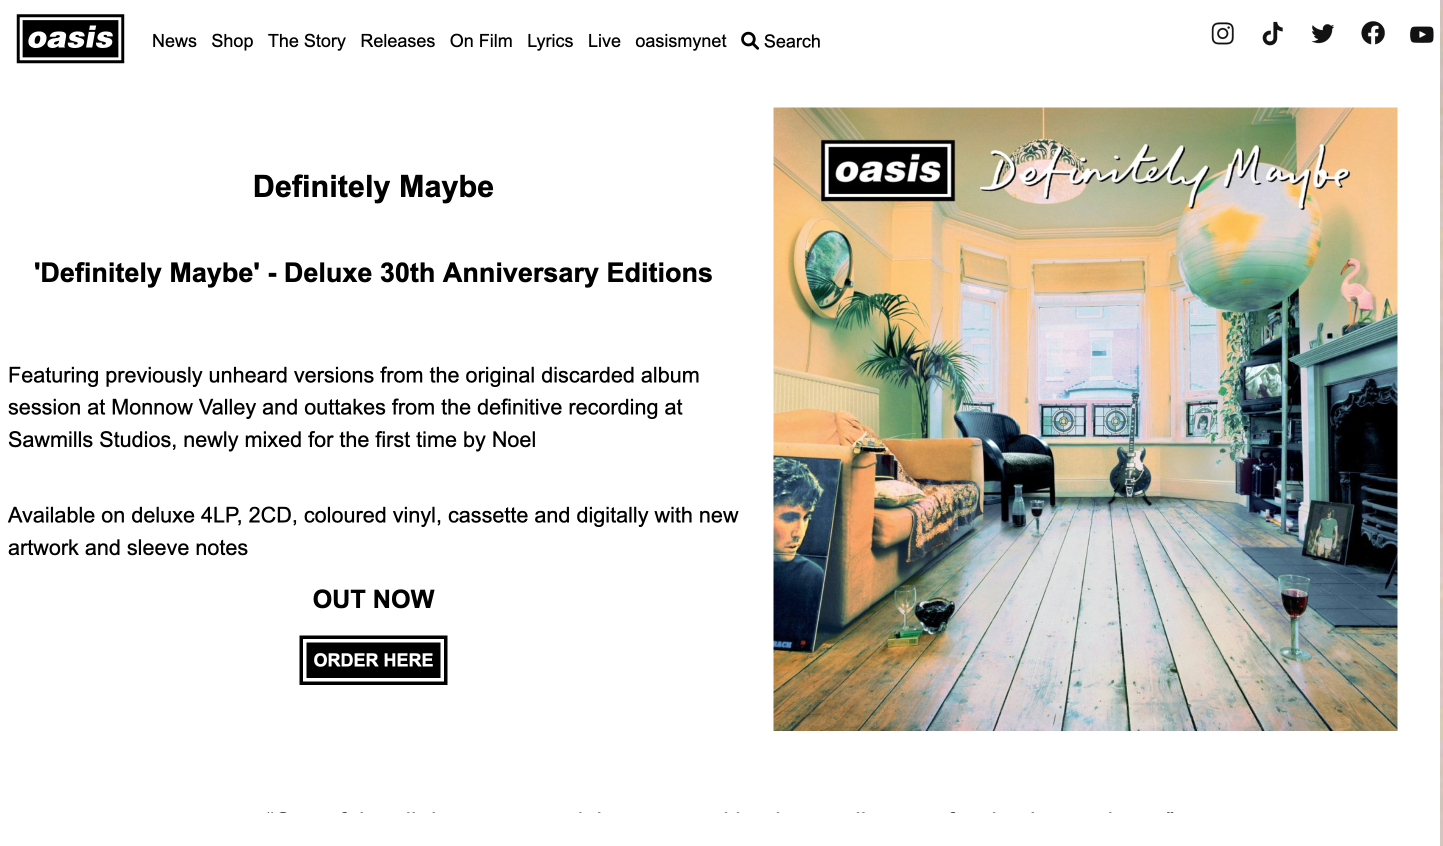 oasis
News Shop The Story Releases On Film Lyrics Live oasismynet Search
oasis Definitely Maybe
Definitely Maybe
'Definitely Maybe' - Deluxe 30th Anniversary Editions
Featuring previously unheard versions from the original discarded album
session at Monnow Valley and outtakes from the definitive recording at
Sawmills Studios, newly mixed for the first time by Noel
Available on deluxe 4LP, 2CD, coloured vinyl, cassette and digitally with new
artwork and sleeve notes
OUT NOW
ORDER HERE